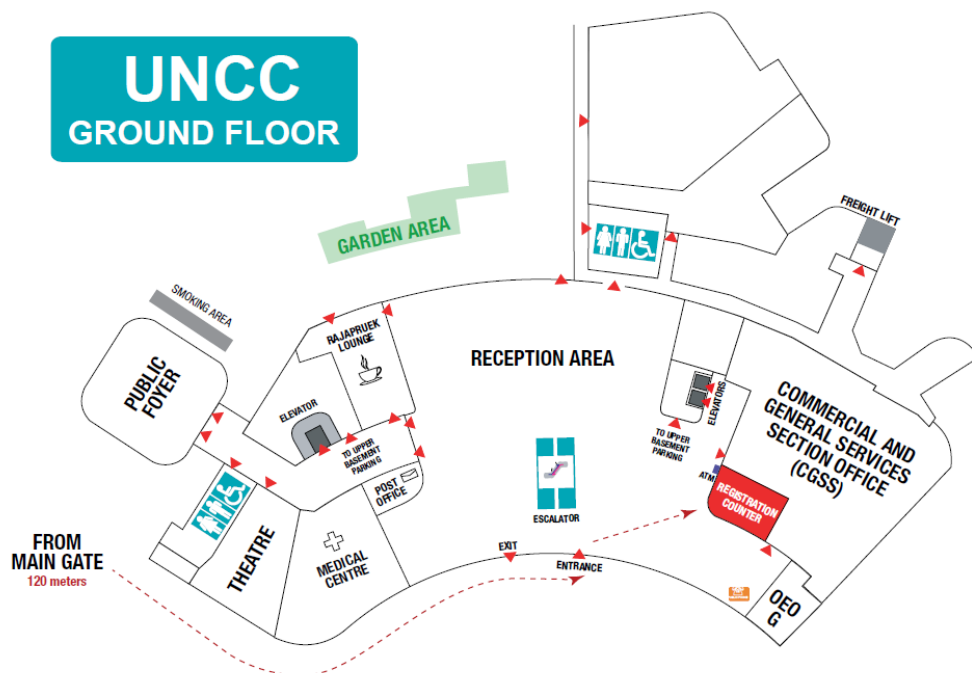 UNCC
GROUND FLOOR
FREIGHT LIFT
GARDEN AREA
SMOKING AREA
RAJAPRUEK
LOUNGE
RECEPTION AREA
PUBLIC
FOYER
ELEVATOR
ELEVATORS
COMMERCIAL AND
GENERAL SERVICES
SECTION OFFICE
(CGSS)
TO UPPER
BASEMENT
PARKING
TO UPPER
BASEMENT
PARKING
POST
OFFICE
ATM
REGISTRATION
COUNTER
ESCALATOR
FROM
MAIN GATE
120 meters
THEATRE
MEDICAL
CENTRE
EXIT
ENTRANCE
OEO
G